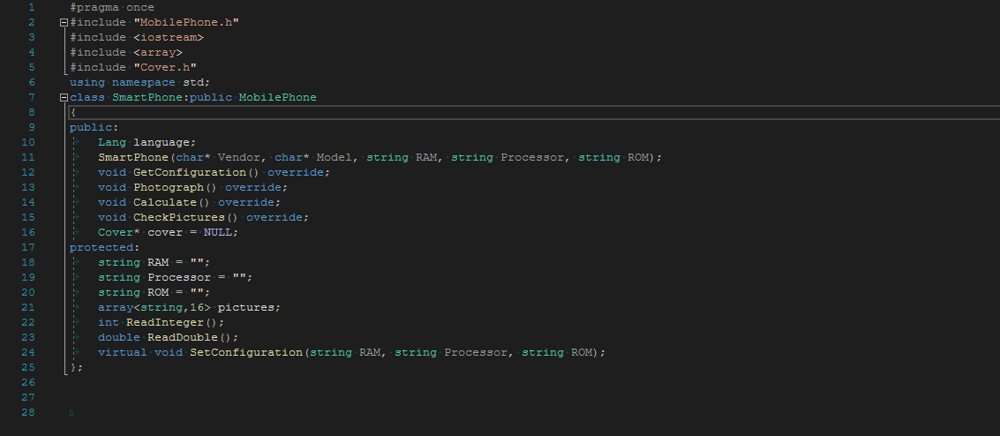 1 #pragma once
2 #include "MobilePhone.h"
3 #include <iostream>
4 #include <array>
5 #include "Cover.h"
6 using namespace std;
7 class SmartPhone:public MobilePhone
8 {
9 public:
10 Lang language;
11 SmartPhone(char* Vendor, char* Model, string RAM, string Processor, string ROM);
12 void GetConfiguration() override;
13 void Photograph() override;
14 void Calculate() override;
15 void CheckPictures() override;
16 Cover* cover = NULL;
17 protected:
18 string RAM = "";
19 string Processor = "";
20 string ROM = "";
21 array<string,16> pictures;
22 int ReadInteger();
23 double ReadDouble();
24 virtual void SetConfiguration(string RAM, string Processor, string ROM);
25 };
26
27
28